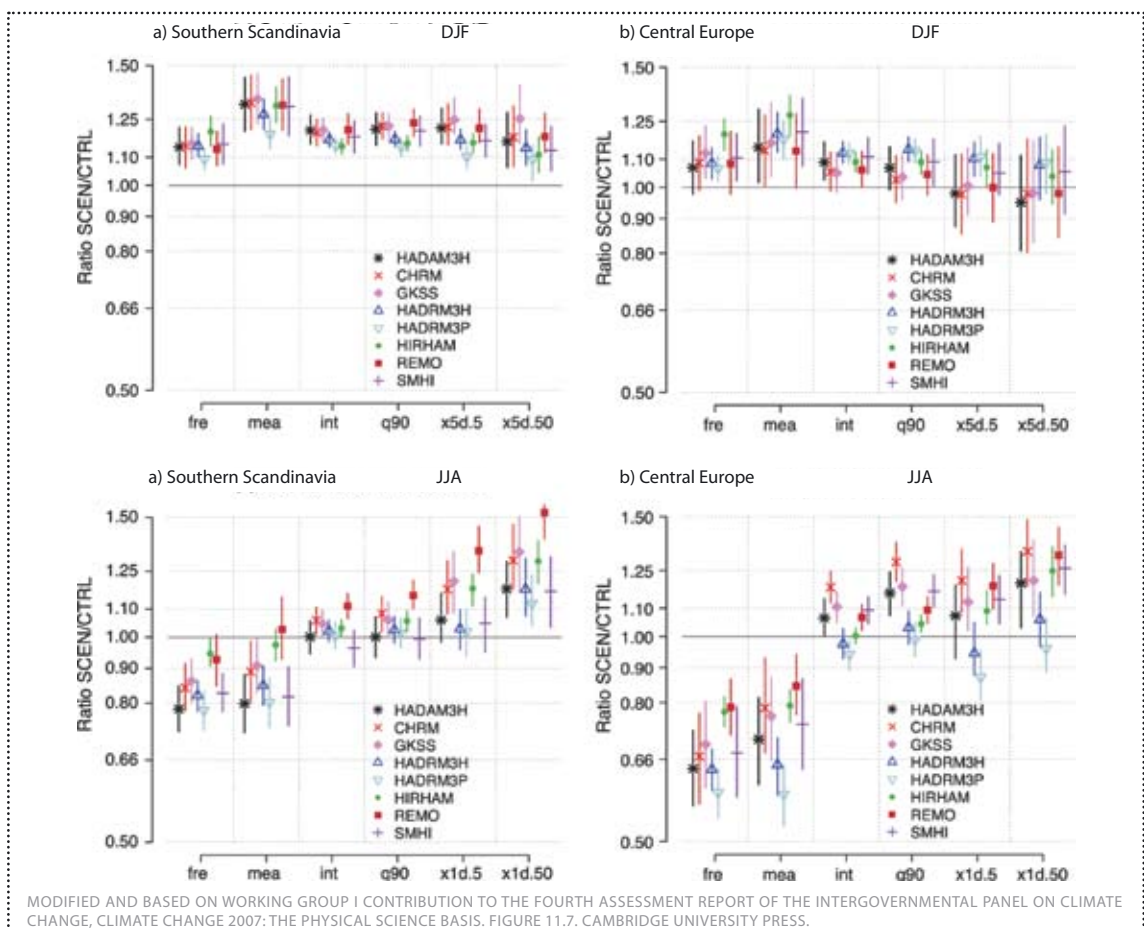 a) Southern Scandinavia DJF
1.50
1.25
1.10
1.00
0.90
0.80
0.66
0.50
Ratio SCEN/CTRL
HADAM3H
CHRM
GKSS
HADRM3H
HADRM3P
HIRHAM
REMO
SMHI
fre mea int q90 x5d.5 x5d.50
b) Central Europe DJF
1.50
1.25
1.10
1.00
0.90
0.80
0.66
0.50
Ratio SCEN/CTRL
HADAM3H
CHRM
GKSS
HADRM3H
HADRM3P
HIRHAM
REMO
SMHI
fre mea int q90 x5d.5 x5d.50
a) Southern Scandinavia JJA
1.50
1.25
1.10
1.00
0.90
0.80
0.66
0.50
Ratio SCEN/CTRL
HADAM3H
CHRM
GKSS
HADRM3H
HADRM3P
HIRHAM
REMO
SMHI
fre mea int q90 x1d.5 x1d.50
b) Central Europe JJA
1.50
1.25
1.10
1.00
0.90
0.80
0.66
0.50
Ratio SCEN/CTRL
HADAM3H
CHRM
GKSS
HADRM3H
HADRM3P
HIRHAM
REMO
SMHI
fre mea int q90 x1d.5 x1d.50
MODIFIED AND BASED ON WORKING GROUP I CONTRIBUTION TO THE FOURTH ASSESSMENT REPORT OF THE INTERGOVERNMENTAL PANEL ON CLIMATE
CHANGE, CLIMATE CHANGE 2007: THE PHYSICAL SCIENCE BASIS. FIGURE 11.7. CAMBRIDGE UNIVERSITY PRESS.